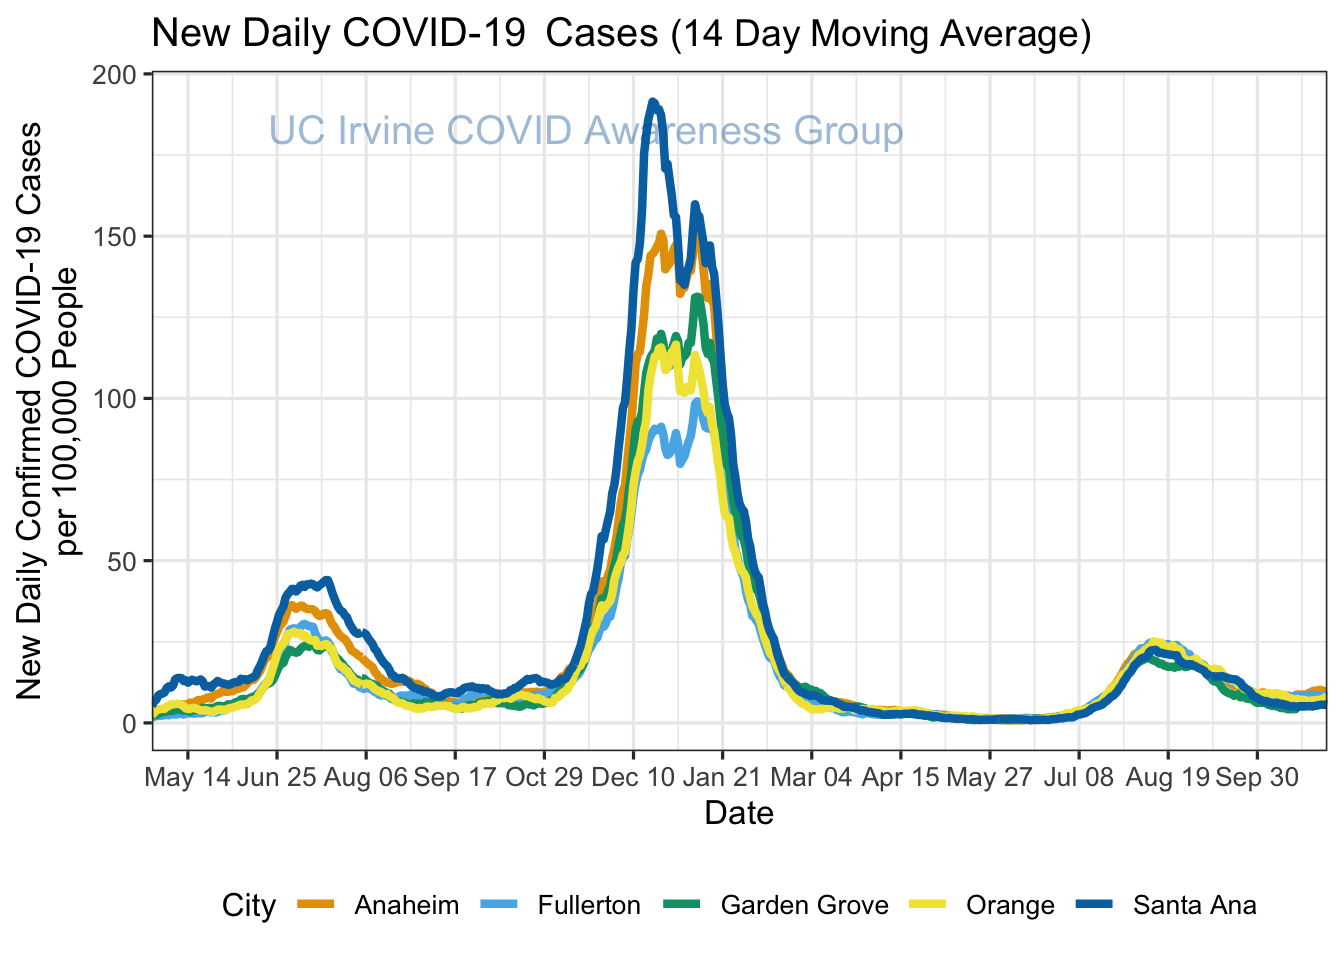 New Daily COVID-19 Cases (14 Day Moving Average)
UC Irvine COVID Awareness Group
New Daily Confirmed COVID-19 Cases
per 100,000 People
200
150
100
50
0
May 14 Jun 25 Aug 06 Sep 17 Oct 29 Dec 10 Jan 21 Mar 04 Apr 15 May 27 Jul 08 Aug 19 Sep 30
Date
City Anaheim Fullerton Garden Grove Orange Santa Ana